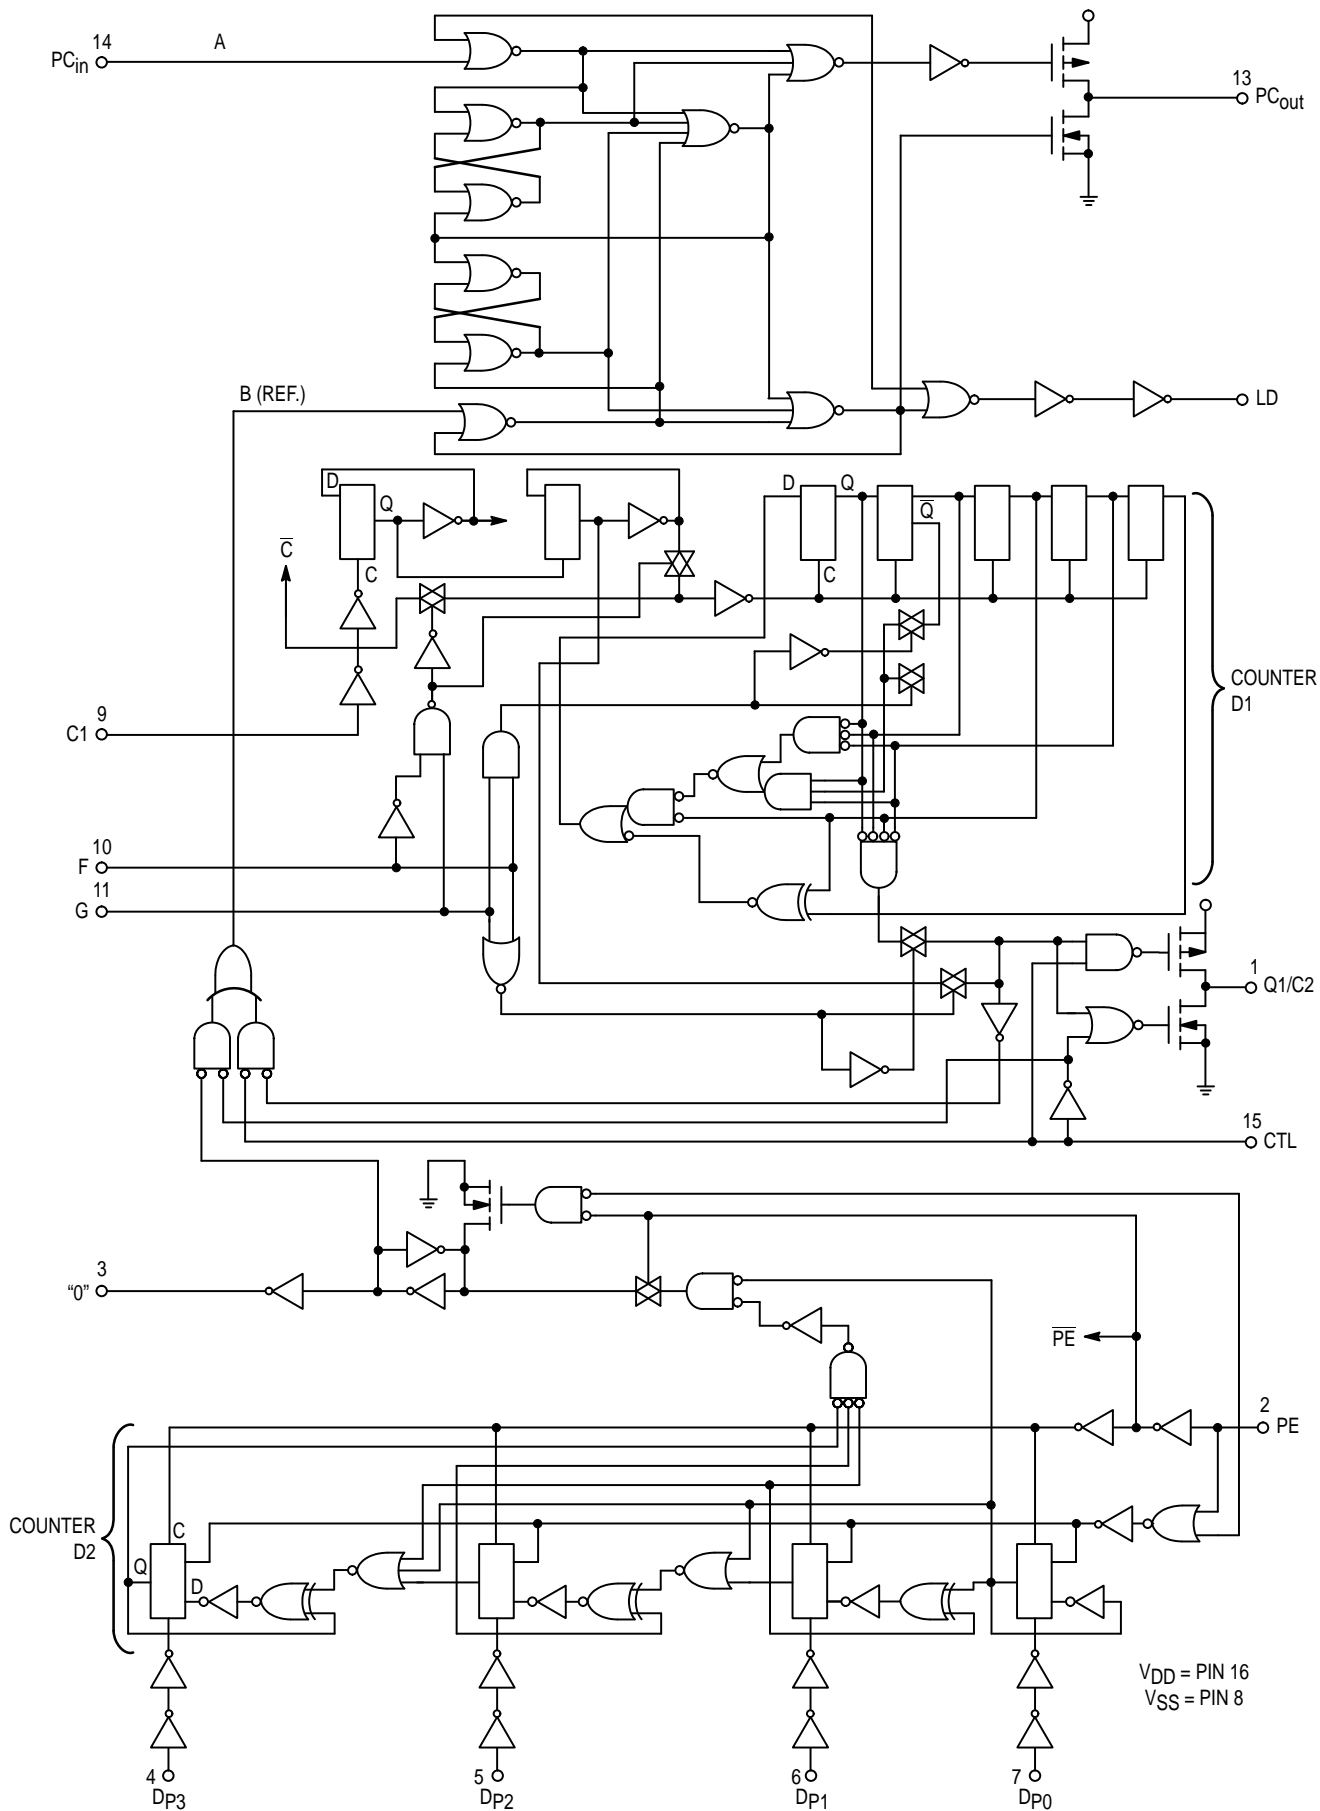 14
PCin
A
13
PCout
B (REF.)
LD
D
Q
C
C
D
Q
Q
C
COUNTER
D1
9
C1
10
F
11
G
1
Q1/C2
15
CTL
3
“0”
PE
2
PE
COUNTER
D2
C
Q
D
VDD = PIN 16
VSS = PIN 8
4
DP3
5
DP2
6
DP1
7
DP0